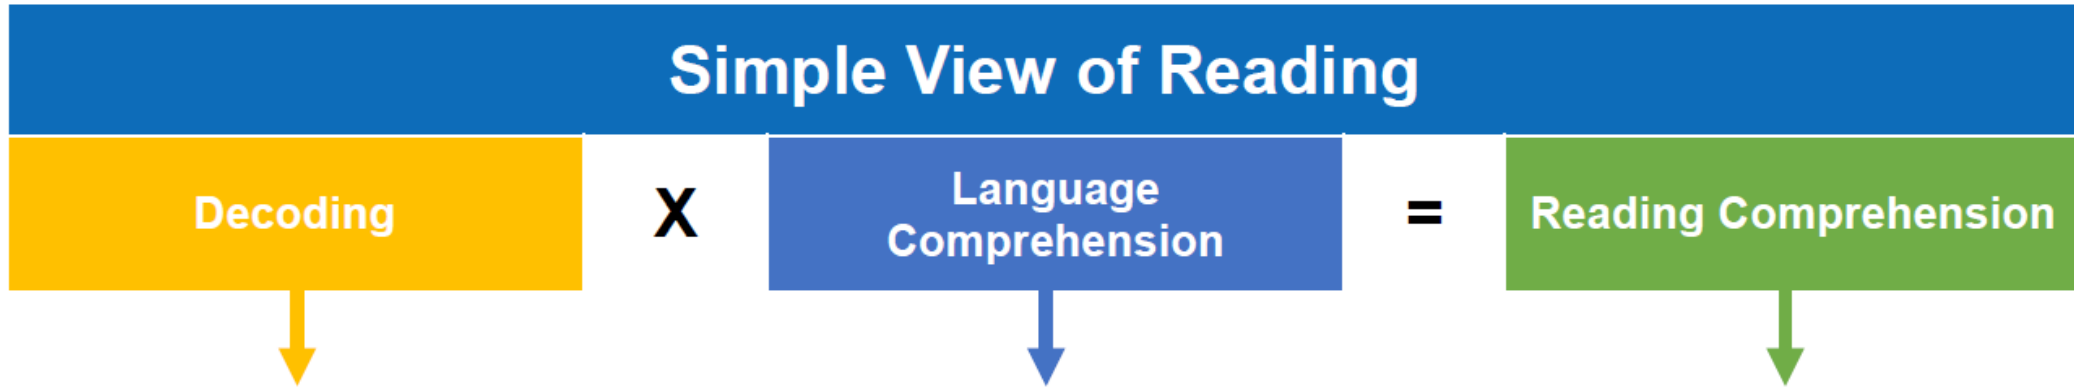 Simple View of Reading
Decoding
X
Language
Comprehension
=
Reading Comprehension